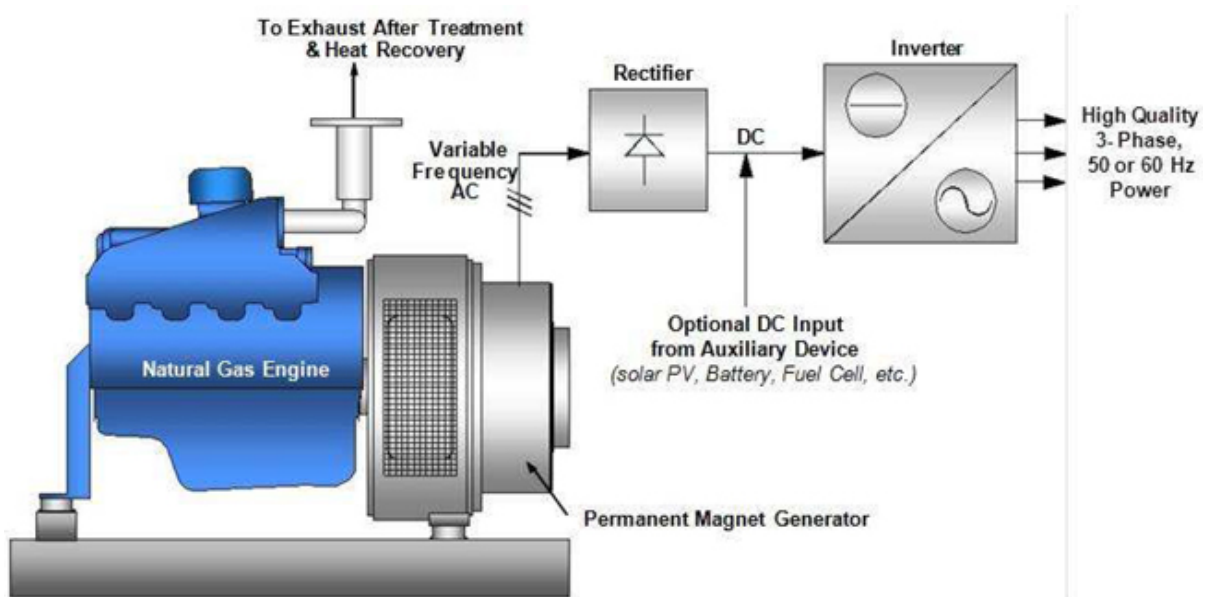 To Exhaust After Treatment
& Heat Recovery
Inverter
Rectifier
Variable
Frequency
AC
DC
High Quality
3- Phase,
50 or 60 Hz
Power
Optional DC Input
from Auxiliary Device
(solar PV, Battery, Fuel Cell, etc.)
Natural Gas Engine
Permanent Magnet Generator